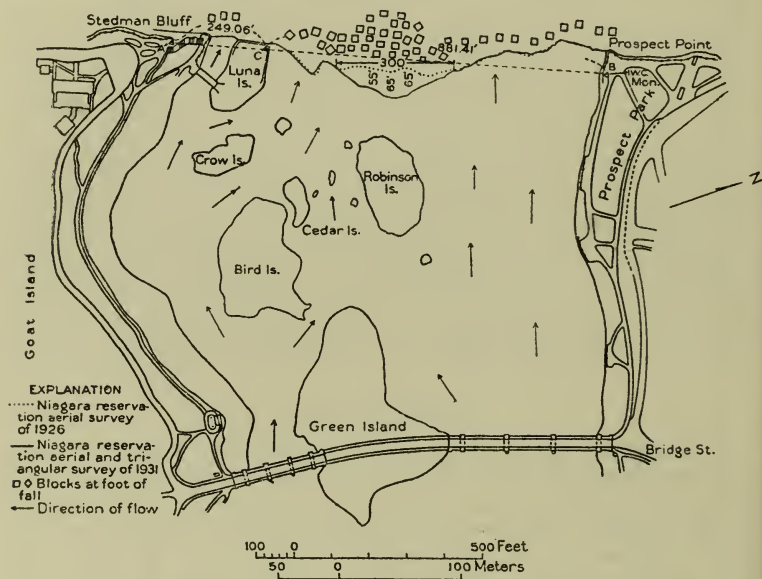 Stedman Bluff
249.06'
C
Luna
Is.
300
55'
65'
65'
881.41'
Prospect Point
B
I.W.C.
Mon.
Prospect Park
N
Crow Is.
Robinson
Is.
Cedar Is.
Bird Is.
Goat Island
Green Island
Bridge St.
EXPLANATION
Niagara reserva-
tion aerial survey
of 1926
Niagara reserva-
tion aerial and tri-
angular survey of 1931
Blocks at foot of
fall
Direction of flow
100 0 500 Feet
50 0 100 Meters